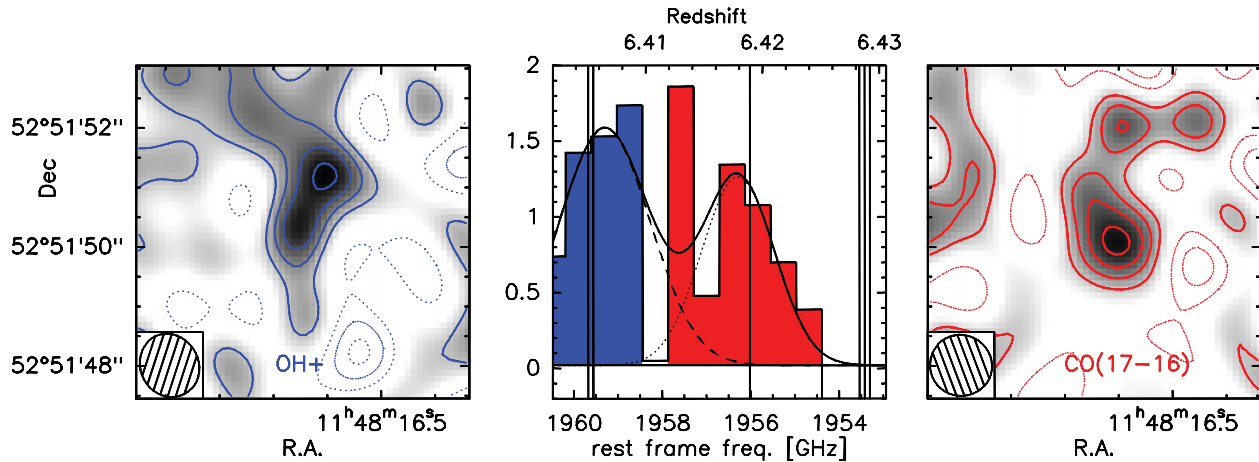 Redshift
6.41 6.42 6.43
Dec
52°51'52"
52°51'50"
52°51'48"
OH+
11ʰ48ᵐ16.5ˢ
R.A.
2
1.5
1
0.5
0
1960 1958 1956 1954
rest frame freq. [GHz]
CO(17-16)
11ʰ48ᵐ16.5ˢ
R.A.